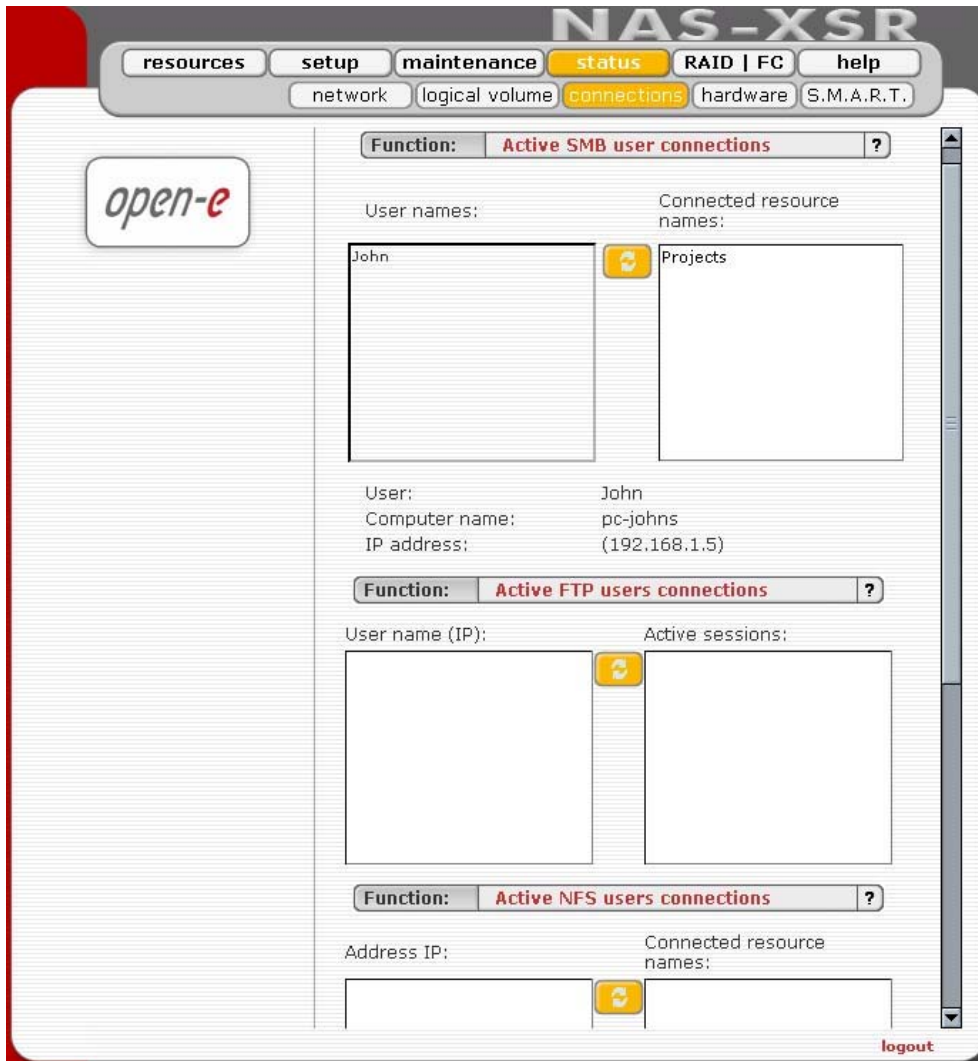 NAS-XSR
resources setup maintenance status RAID | FC help
network logical volume connections hardware S.M.A.R.T.
open-e
Function: Active SMB user connections ?
User names: Connected resource names:
John Projects
User: John
Computer name: pc-johns
IP address: (192.168.1.5)
Function: Active FTP users connections ?
User name (IP): Active sessions:
Function: Active NFS users connections ?
Address IP: Connected resource names:
logout